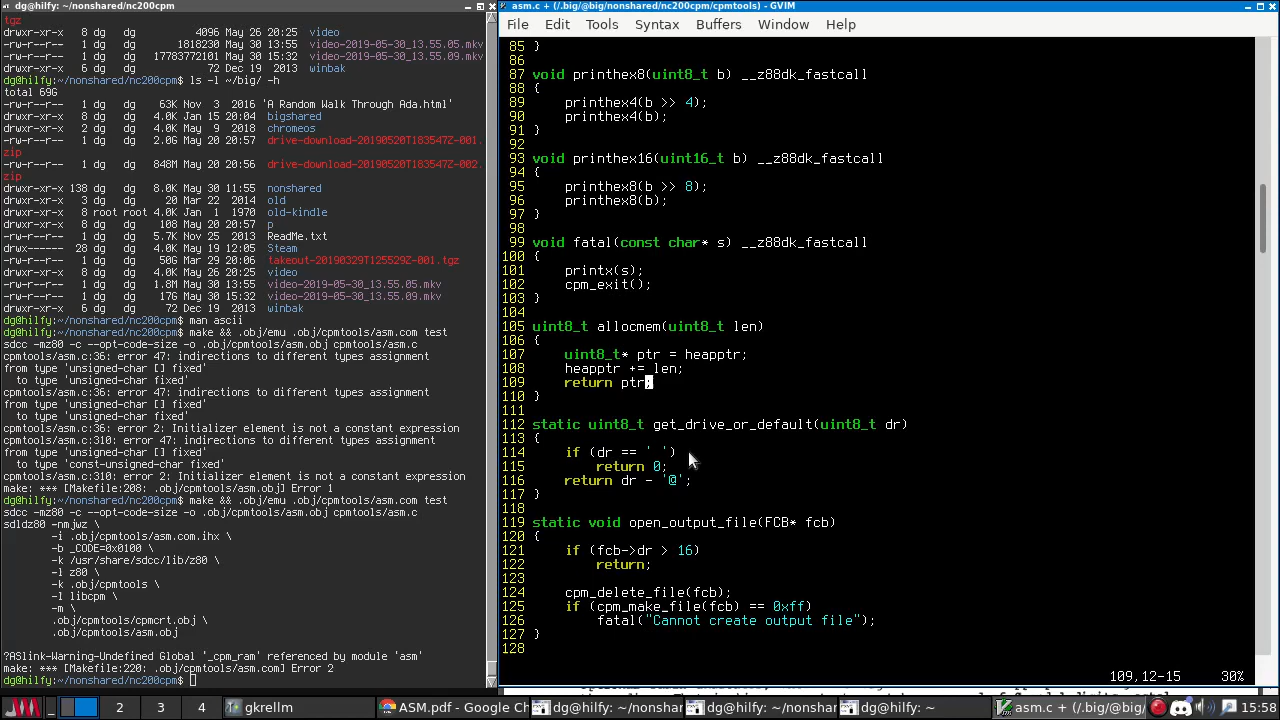 dg@hilfy: ~/nonshared/nc200cpm
tgz
drwxr-xr-x   8 dg   dg       4096 May 26 20:25 video
-rw-r--r--   1 dg   dg    1818230 May 30 13:55 video-2019-05-30_13.55.05.mkv
-rw-r--r--   1 dg   dg   17783772101 May 30 15:32 video-2019-05-30_13.55.09.mkv
drwxr-xr-x   6 dg   dg         72 Dec 19  2013 winbak
dg@hilfy:~/nonshared/nc200cpm$ ls -l ~/big/ -h
total 696
-rw-r--r--   1 dg   dg    63K Nov  3  2016 'A Random Walk Through Ada.html'
drwxr-xr-x   8 dg   dg   4.0K Jan 15 20:04 bigshared
drwxr-xr-x   2 dg   dg   4.0K May  9  2018 chromeos
-rw-r--r--   1 dg   dg   2.0G May 20 20:57 drive-download-20190520T183547Z-001.
zip
-rw-r--r--   1 dg   dg   848M May 20 20:56 drive-download-20190520T183547Z-002.
zip
drwxr-xr-x 138 dg   dg   8.0K May 30 11:55 nonshared
drwxr-xr-x   3 dg   dg     20 Mar 22  2014 old
drwxr-xr-x   8 root root 4.0K Jan  1  1970 old-kindle
drwxr-xr-x   8 dg   dg    108 May 20 20:57 p
-rw-r--r--   1 dg   dg   5.7K Nov 25  2013 ReadMe.txt
drwx------  28 dg   dg   4.0K May 19 12:05 Steam
-rw-r--r--   1 dg   dg    50G Mar 29 20:06 takeout-20190329T125529Z-001.tgz
drwxr-xr-x   8 dg   dg   4.0K May 26 20:25 video
-rw-r--r--   1 dg   dg   1.8M May 30 13:55 video-2019-05-30_13.55.05.mkv
-rw-r--r--   1 dg   dg    17G May 30 15:32 video-2019-05-30_13.55.09.mkv
drwxr-xr-x   6 dg   dg     72 Dec 19  2013 winbak
dg@hilfy:~/nonshared/nc200cpm$ man ascii
dg@hilfy:~/nonshared/nc200cpm$ make && .obj/emu .obj/cpmtools/asm.com test
sdcc -mz80 -c --opt-code-size -o .obj/cpmtools/asm.obj cpmtools/asm.c
cpmtools/asm.c:36: error 47: indirections to different types assignment
from type 'unsigned-char [] fixed'
  to type 'unsigned-char fixed'
cpmtools/asm.c:36: error 47: indirections to different types assignment
from type 'unsigned-char [] fixed'
  to type 'unsigned-char fixed'
cpmtools/asm.c:36: error 2: Initializer element is not a constant expression
cpmtools/asm.c:310: error 47: indirections to different types assignment
from type 'unsigned-char [] fixed'
  to type 'const-unsigned-char fixed'
cpmtools/asm.c:310: error 2: Initializer element is not a constant expression
make: *** [Makefile:208: .obj/cpmtools/asm.obj] Error 1
dg@hilfy:~/nonshared/nc200cpm$ make && .obj/emu .obj/cpmtools/asm.com test
sdcc -mz80 -c --opt-code-size -o .obj/cpmtools/asm.obj cpmtools/asm.c
sdldz80 -nmjwz \
        -i .obj/cpmtools/asm.com.ihx \
        -b _CODE=0x0100 \
        -k /usr/share/sdcc/lib/z80 \
        -l z80 \
        -k .obj/cpmtools \
        -l libcpm \
        -m \
        .obj/cpmtools/cpmcrt.obj \
        .obj/cpmtools/asm.obj
?ASlink-Warning-Undefined Global '_cpm_ram' referenced by module 'asm'
make: *** [Makefile:220: .obj/cpmtools/asm.com] Error 2
dg@hilfy:~/nonshared/nc200cpm$
asm.c + (/.big/@/big/@/nonshared/nc200cpm/cpmtools) - GVIM
File Edit Tools Syntax Buffers Window Help
85 }
86
87 void printhex8(uint8_t b) __z88dk_fastcall
88 {
89     printhex4(b >> 4);
90     printhex4(b);
91 }
92
93 void printhex16(uint16_t b) __z88dk_fastcall
94 {
95     printhex8(b >> 8);
96     printhex8(b);
97 }
98
99 void fatal(const char* s) __z88dk_fastcall
100 {
101     printx(s);
102     cpm_exit();
103 }
104
105 uint8_t allocmem(uint8_t len)
106 {
107     uint8_t* ptr = heapptr;
108     heapptr += len;
109     return ptr;
110 }
111
112 static uint8_t get_drive_or_default(uint8_t dr)
113 {
114     if (dr == ' ')
115         return 0;
116     return dr - '@';
117 }
118
119 static void open_output_file(FCB* fcb)
120 {
121     if (fcb->dr > 16)
122         return;
123
124     cpm_delete_file(fcb);
125     if (cpm_make_file(fcb) == 0xff)
126         fatal("Cannot create output file");
127 }
128
109,12-15 30%
2 3 4 gkrellm ASM.pdf - Google Ch dg@hilfy: ~/nonshar dg@hilfy: ~/nonshar dg@hilfy: ~ asm.c + (/.big/@/big/ 15:58